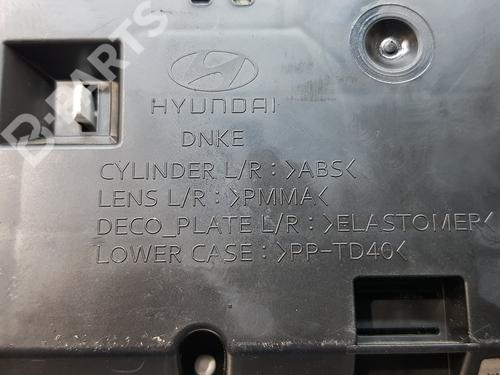 B-PARTS
HYUNDAI
DNKE
CYLINDER L/R : >ABS<
LENS L/R : >PMMA<
DECO_PLATE L/R : >ELASTOMER<
LOWER CASE : >PP-TD40<